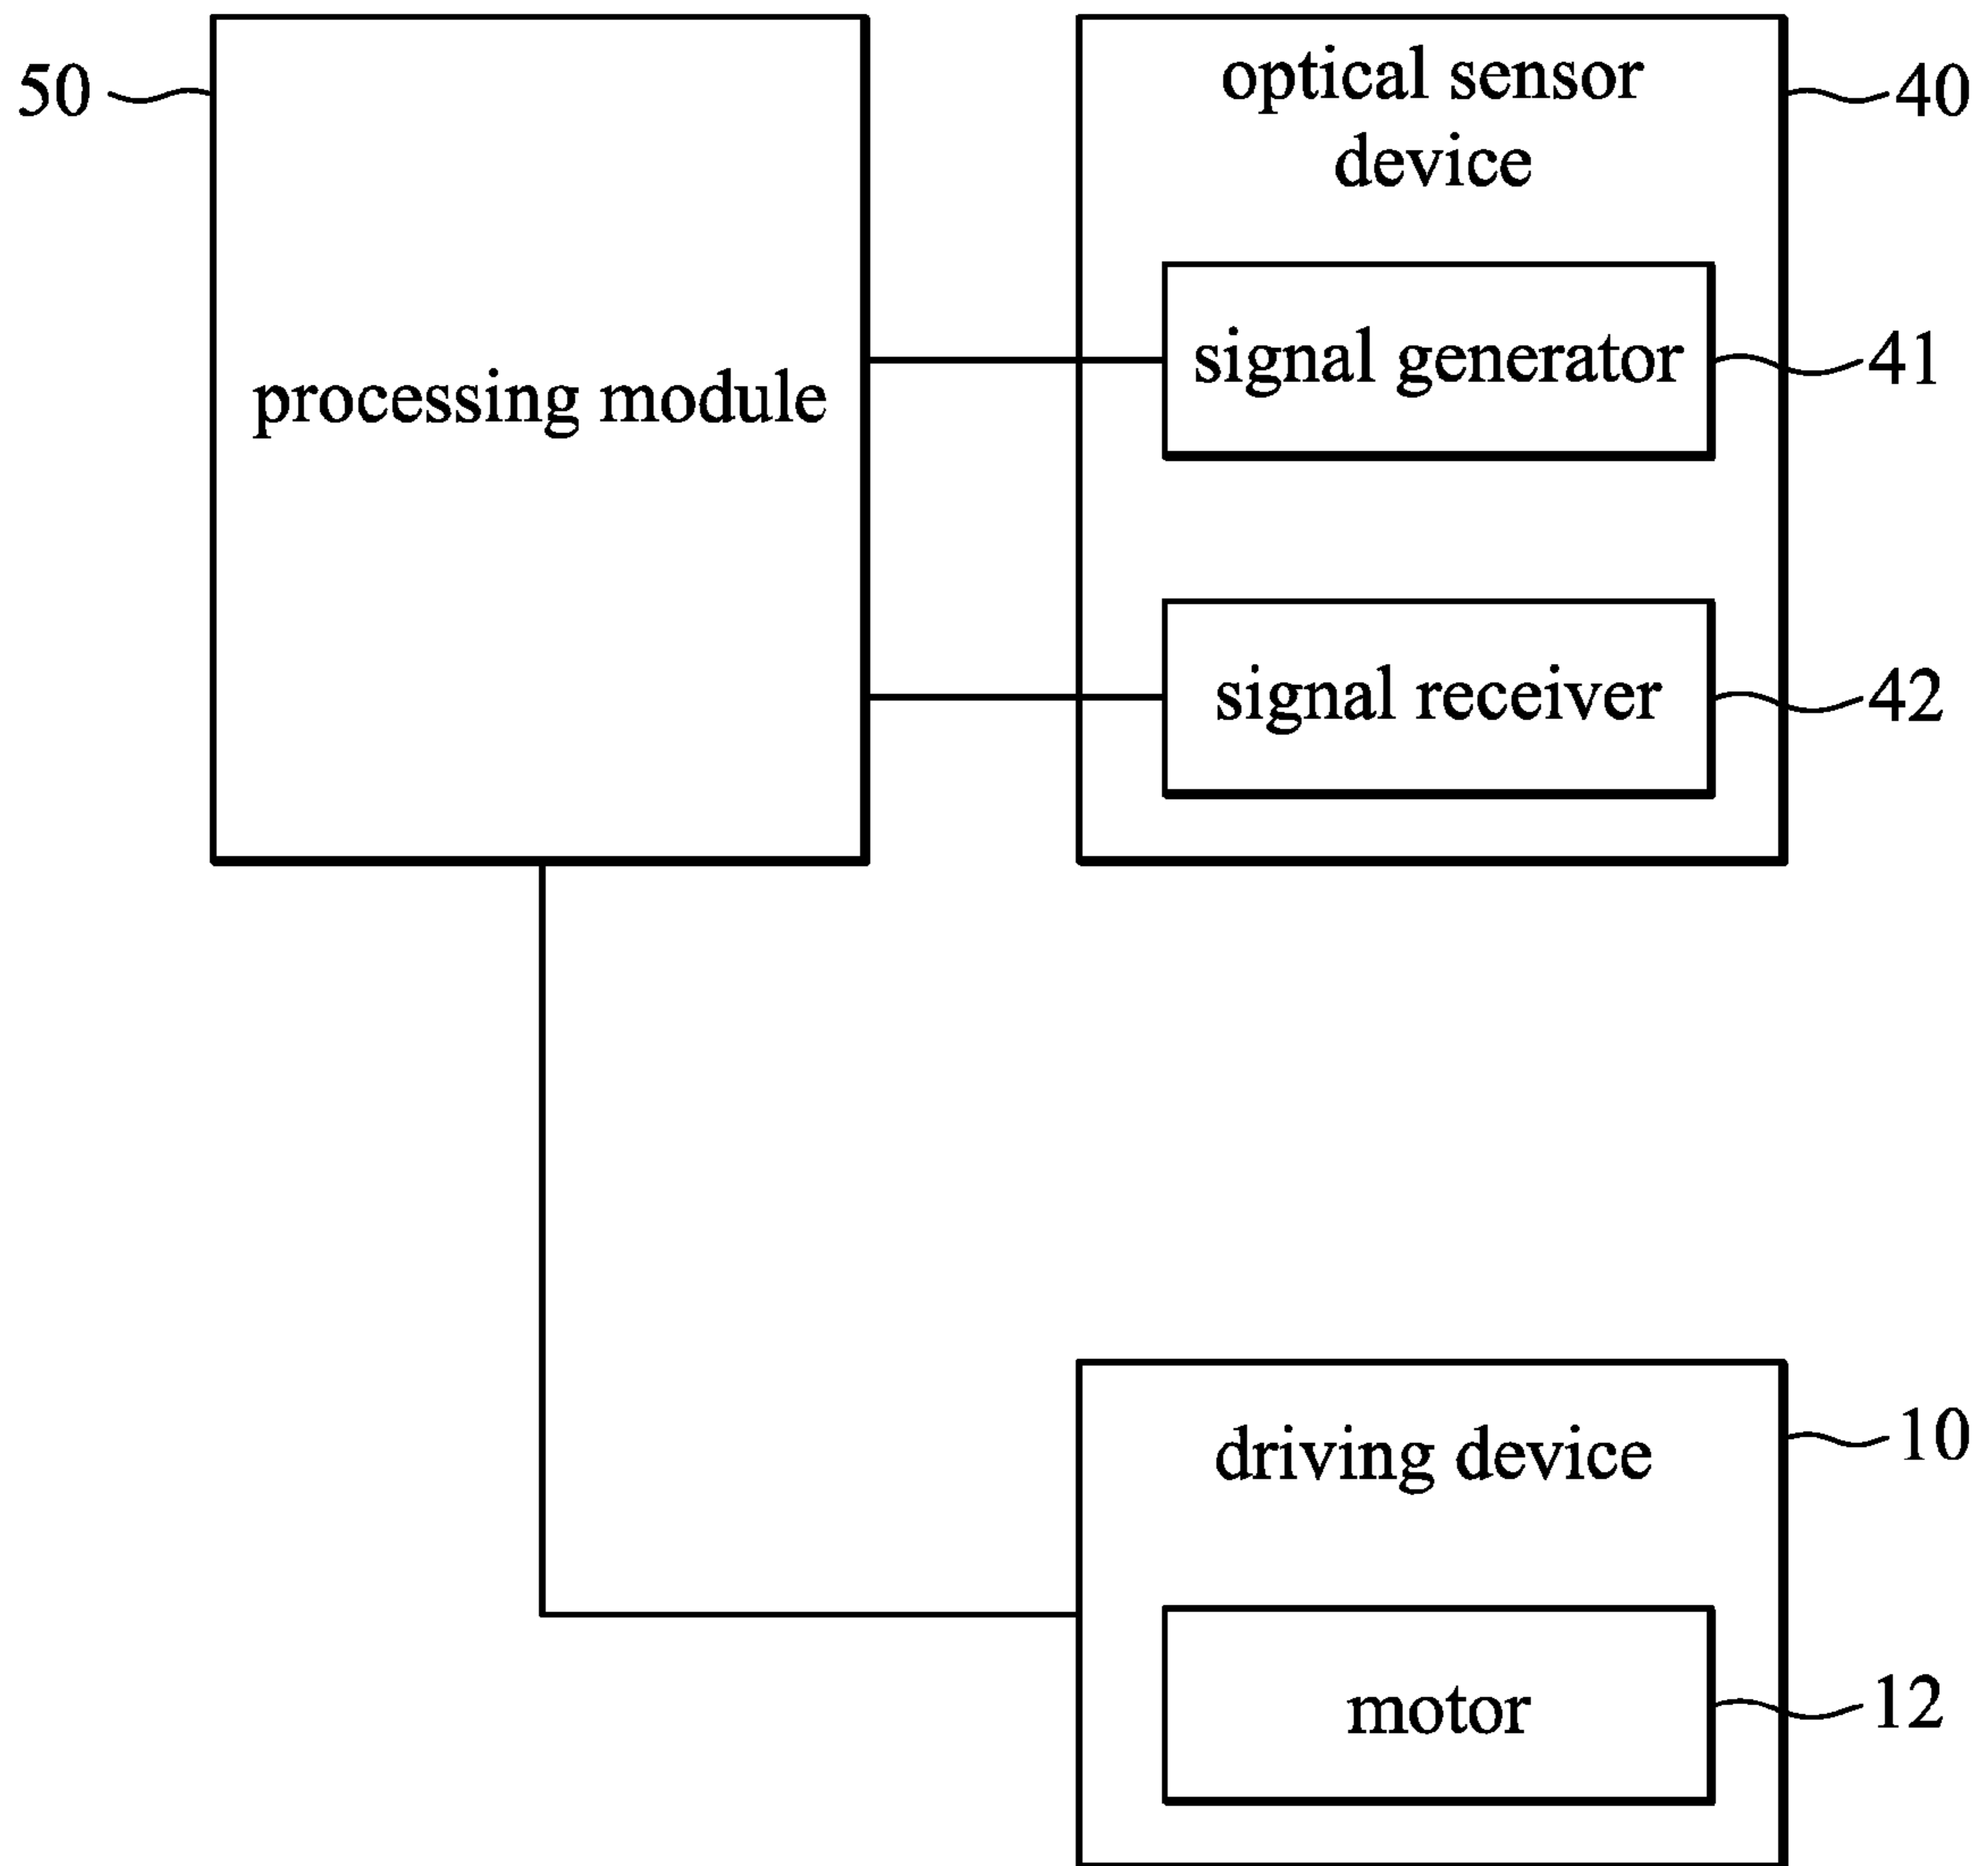 50
processing module
optical sensor
device
40
signal generator
41
signal receiver
42
driving device
10
motor
12